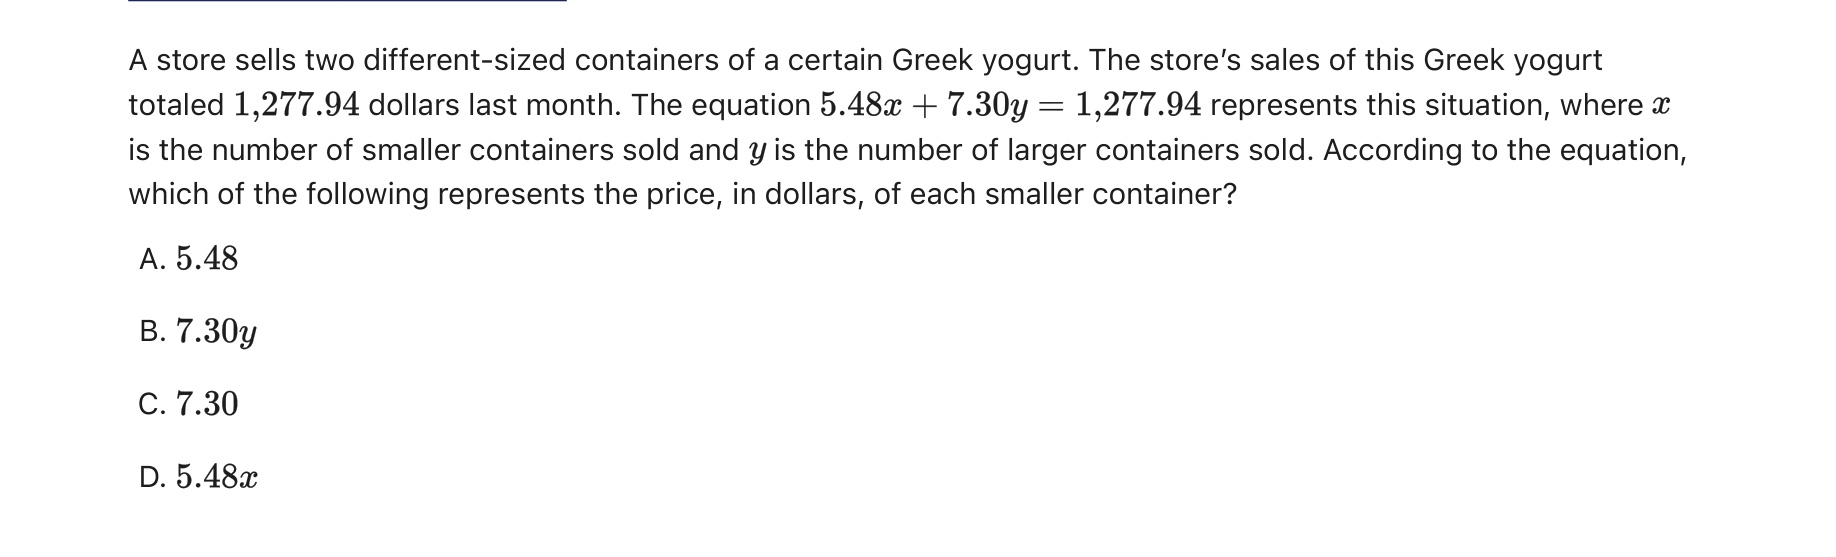 A store sells two different-sized containers of a certain Greek yogurt. The store’s sales of this Greek yogurt
totaled 1,277.94 dollars last month. The equation 5.48x + 7.30y = 1,277.94 represents this situation, where x
is the number of smaller containers sold and y is the number of larger containers sold. According to the equation,
which of the following represents the price, in dollars, of each smaller container?
A. 5.48
B. 7.30y
C. 7.30
D. 5.48x